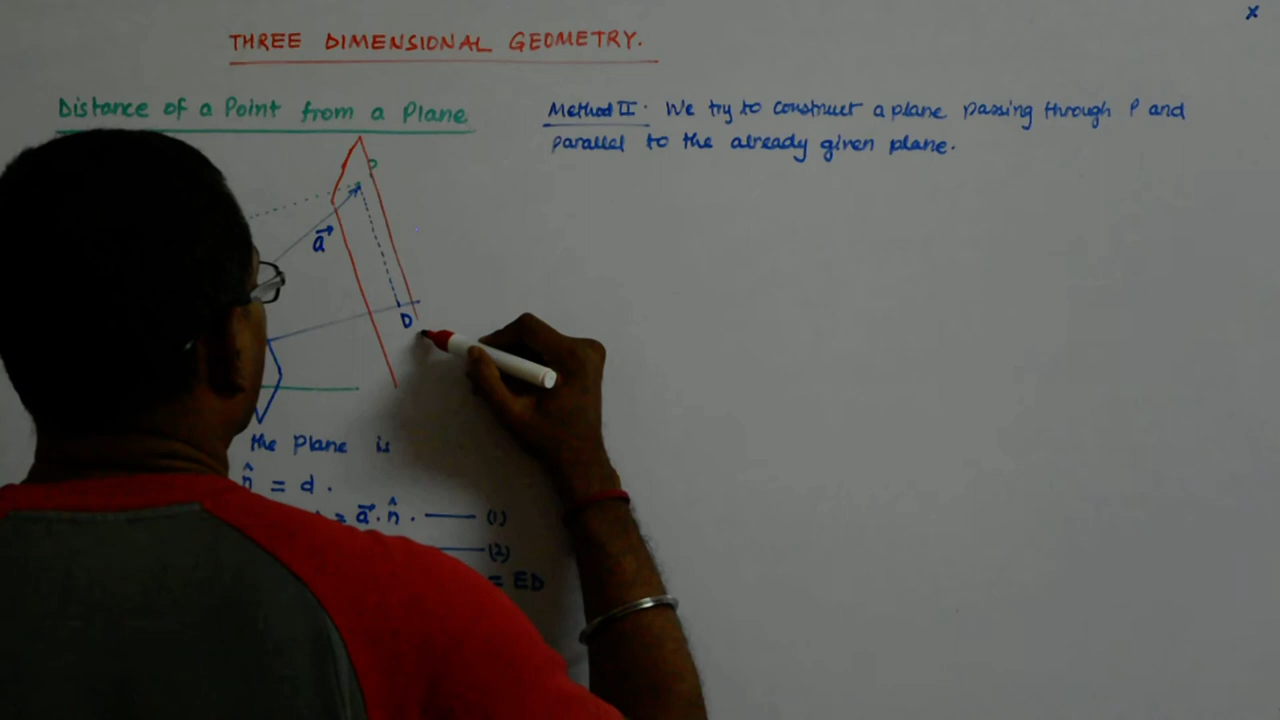 x
THREE DIMENSIONAL GEOMETRY.
Distance of a Point from a Plane
P
a⃗
D
the Plane is
n̂ = d .
= a⃗.n̂. —— (1)
—— (2)
= ED
Method II . We try to construct a plane passing through P and
parallel to the already given plane.